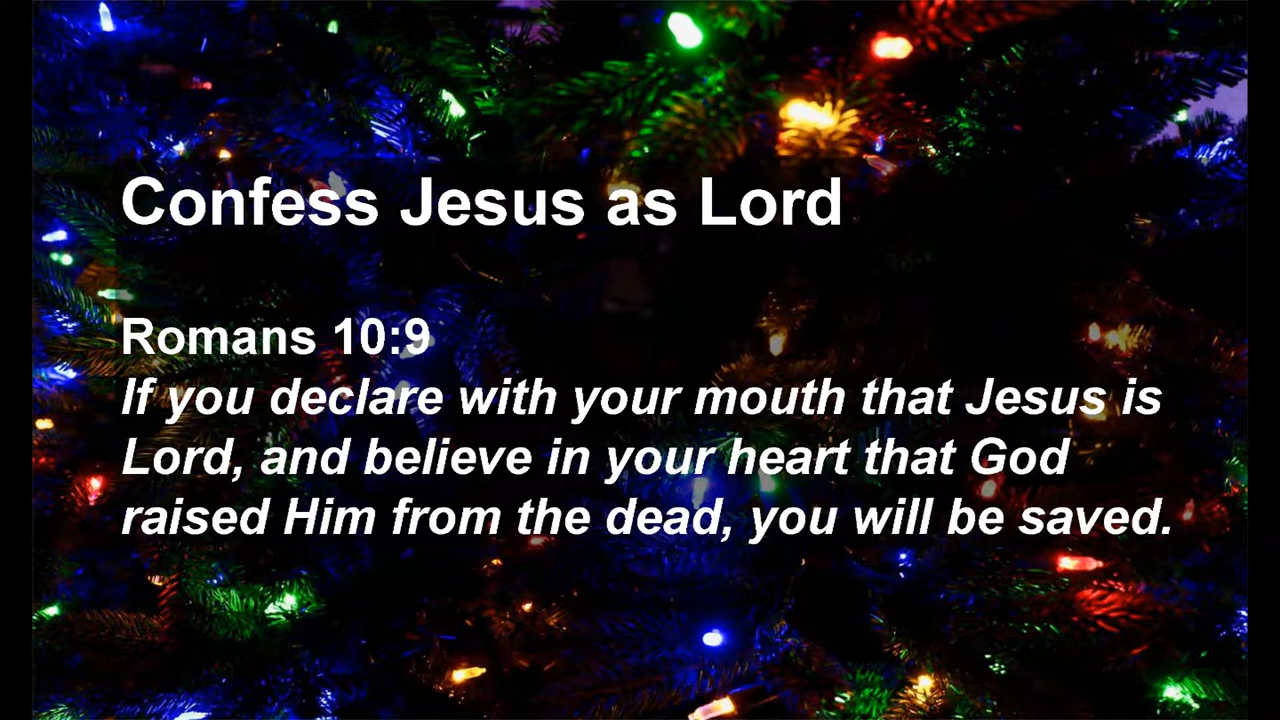 Confess Jesus as Lord
Romans 10:9
If you declare with your mouth that Jesus is
Lord, and believe in your heart that God
raised Him from the dead, you will be saved.